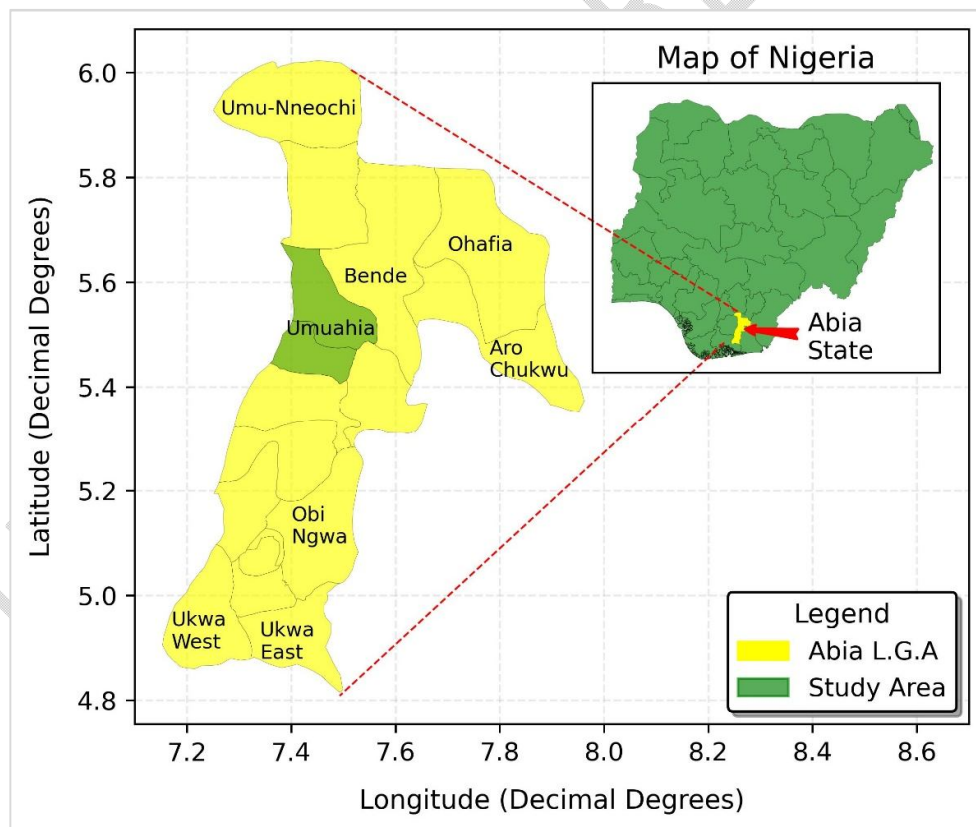 Map of Nigeria
Abia
State
Umu-Nneochi
Ohafia
Bende
Umuahia
Aro
Chukwu
Obi
Ngwa
Ukwa
West
Ukwa
East
Legend
Abia L.G.A
Study Area
6.0
5.8
5.6
5.4
5.2
5.0
4.8
Latitude (Decimal Degrees)
7.2
7.4
7.6
7.8
8.0
8.2
8.4
8.6
Longitude (Decimal Degrees)